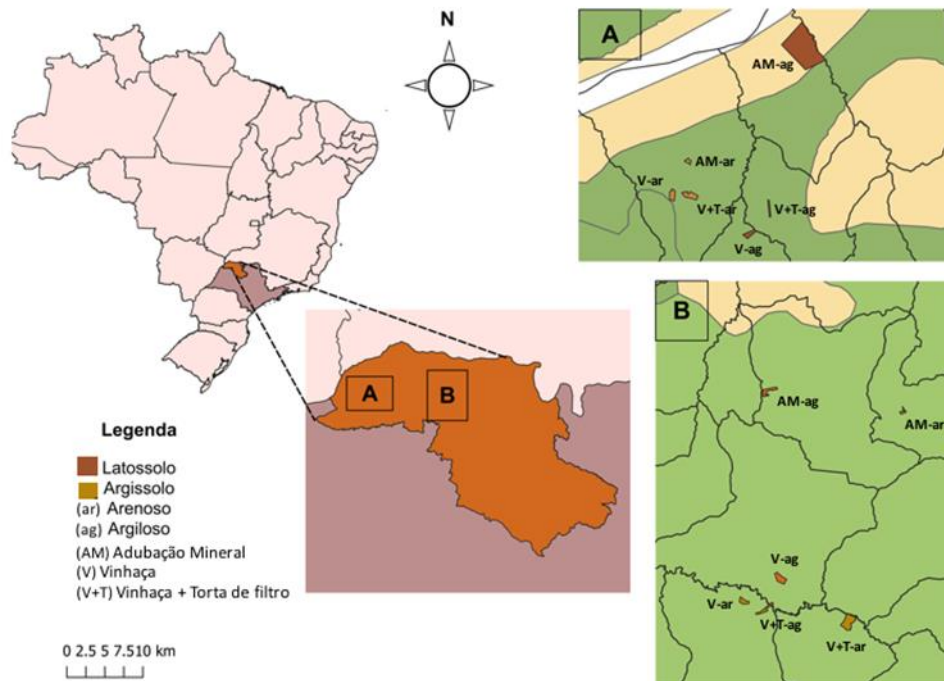 N
A
AM-ag
AM-ar
V-ar
V+T-ar
V+T-ag
V-ag
B
AM-ag
AM-ar
V-ag
V-ar
V+T-ag
V+T-ar
A
B
Legenda
Latossolo
Argissolo
(ar) Arenoso
(ag) Argiloso
(AM) Adubação Mineral
(V) Vinhaça
(V+T) Vinhaça + Torta de filtro
0 2.5 5 7.510 km